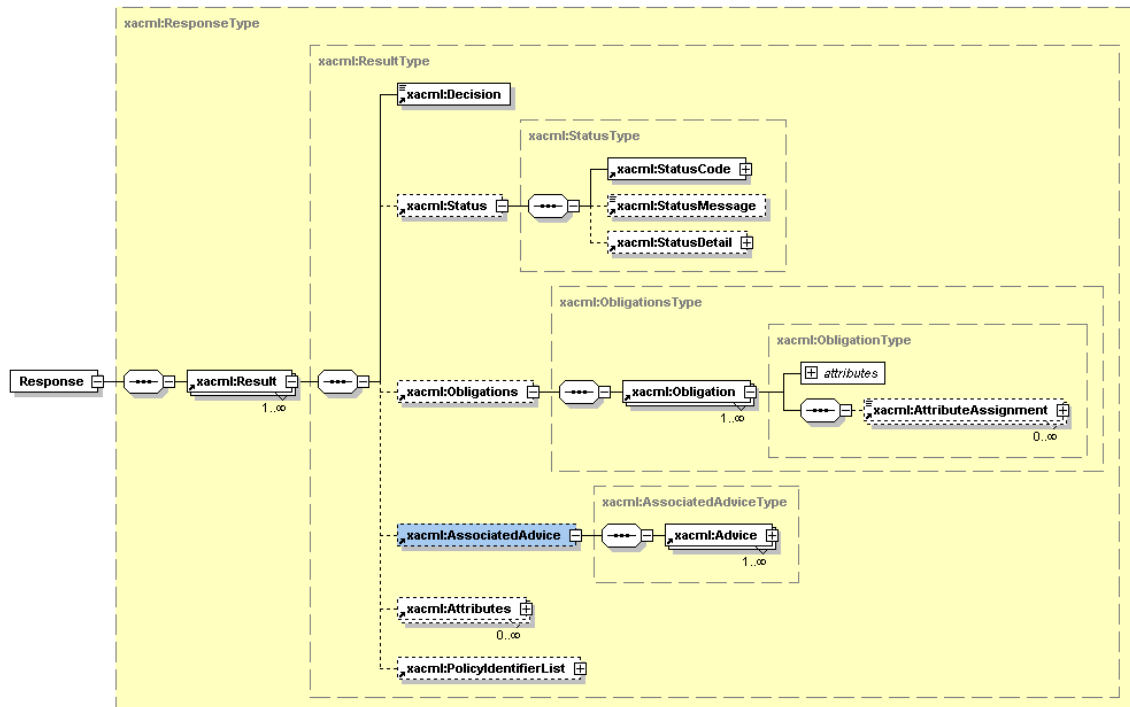 xacml:ResponseType
xacml:ResultType
xacml:Decision
xacml:StatusType
xacml:StatusCode
xacml:Status
xacml:StatusMessage
xacml:StatusDetail
xacml:ObligationsType
xacml:ObligationType
Response
xacml:Result
1..∞
xacml:Obligations
xacml:Obligation
1..∞
attributes
xacml:AttributeAssignment
0..∞
xacml:AssociatedAdviceType
xacml:AssociatedAdvice
xacml:Advice
1..∞
xacml:Attributes
0..∞
xacml:PolicyIdentifierList